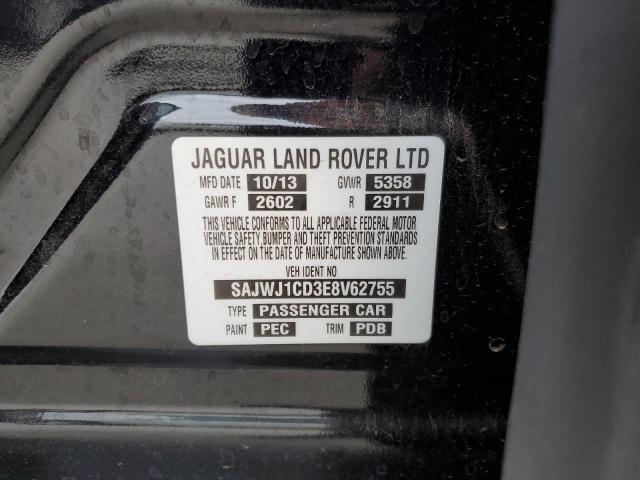 JAGUAR LAND ROVER LTD
MFD DATE 10/13 GVWR 5358
GAWR F 2602 R 2911
THIS VEHICLE CONFORMS TO ALL APPLICABLE FEDERAL MOTOR
VEHICLE SAFETY,BUMPER AND THEFT PREVENTION STANDARDS
IN EFFECT ON THE DATE OF MANUFACTURE SHOWN ABOVE.
VEH IDENT NO
SAJWJ1CD3E8V62755
TYPE PASSENGER CAR
PAINT PEC TRIM PDB